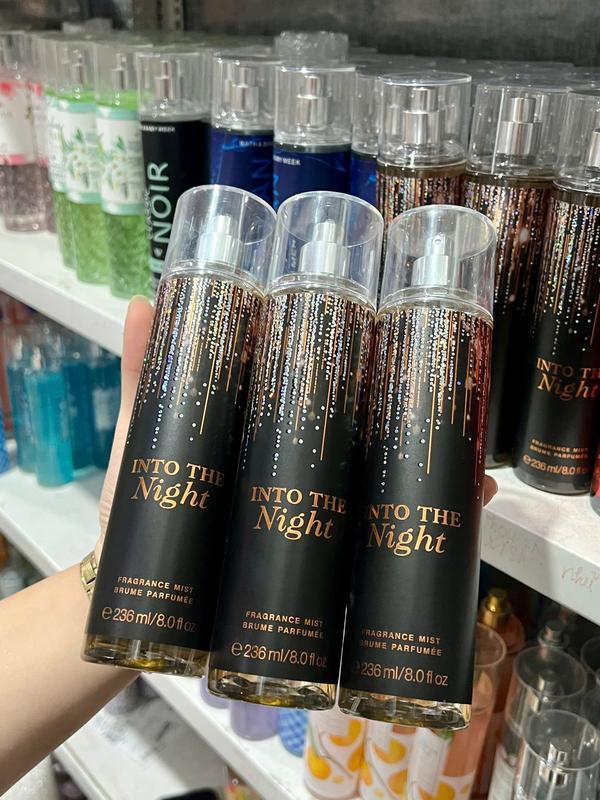 NOIR
INTO THE
Night
FRAGRANCE MIST
BRUME PARFUMÉE
℮ 236 ml/8.0 fl oz
INTO THE
Night
FRAGRANCE MIST
BRUME PARFUMÉE
℮ 236 ml/8.0 fl oz
INTO THE
Night
FRAGRANCE MIST
BRUME PARFUMÉE
℮ 236 ml/8.0 fl oz
INTO TH
Night
FRAGRANCE MIST
BRUME PARFUMÉE
℮ 236 ml/8.0 fl o